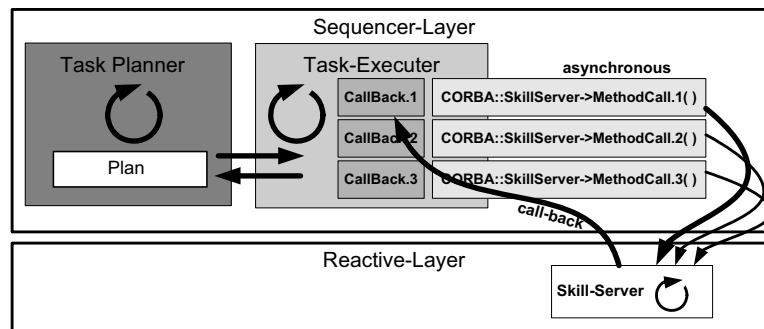 Sequencer-Layer
Task Planner
Plan
Task-Executer
asynchronous
CallBack.1
CORBA::SkillServer->MethodCall.1( )
CallBack.2
CORBA::SkillServer->MethodCall.2( )
CallBack.3
CORBA::SkillServer->MethodCall.3( )
call-back
Reactive-Layer
Skill-Server